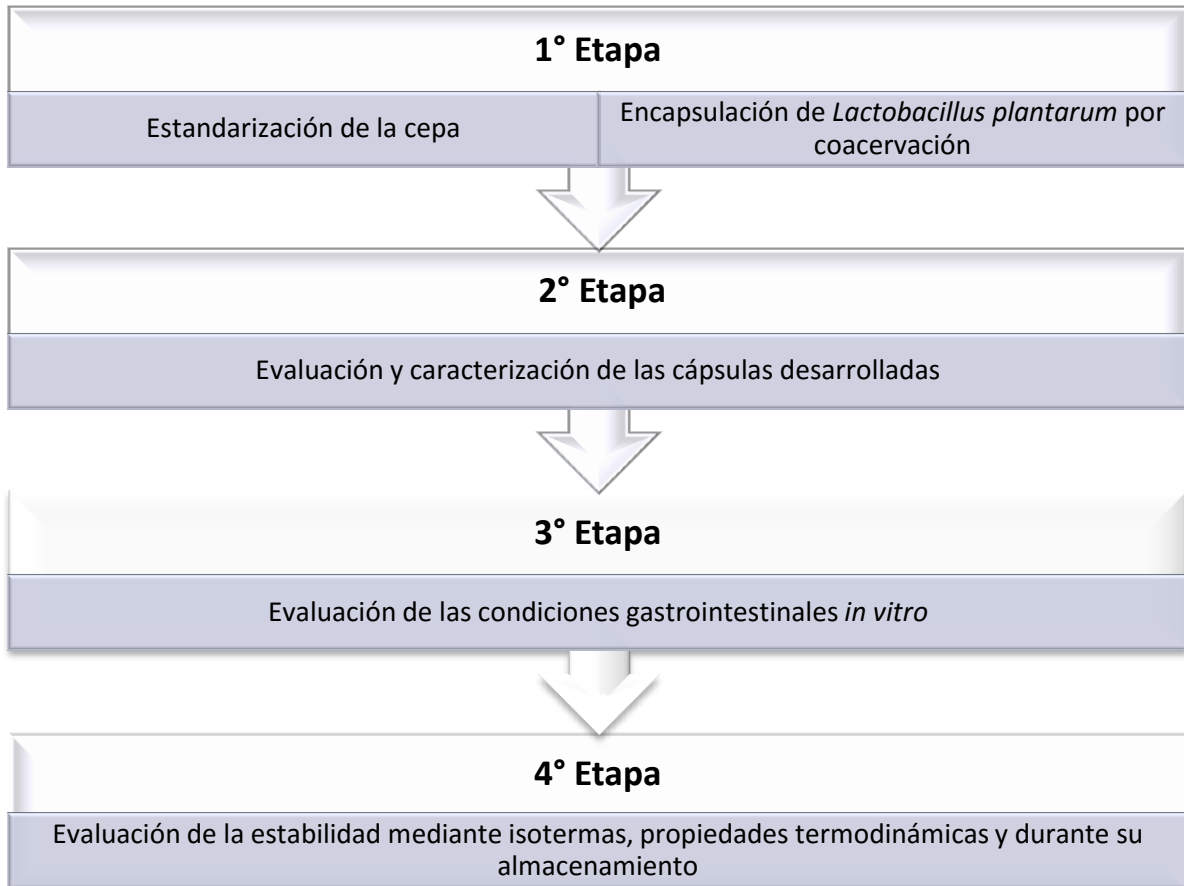 1° Etapa
Estandarización de la cepa
Encapsulación de Lactobacillus plantarum por
coacervación
2° Etapa
Evaluación y caracterización de las cápsulas desarrolladas
3° Etapa
Evaluación de las condiciones gastrointestinales in vitro
4° Etapa
Evaluación de la estabilidad mediante isotermas, propiedades termodinámicas y durante su
almacenamiento